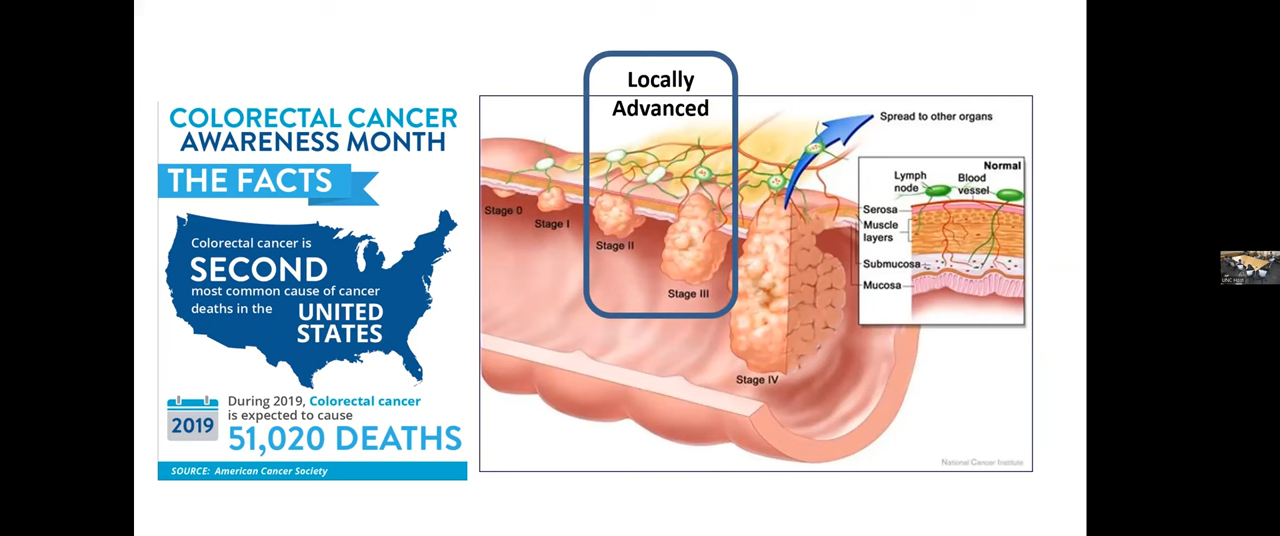 COLORECTAL CANCER
AWARENESS MONTH
THE FACTS
Colorectal cancer is
SECOND
most common cause of cancer
deaths in the UNITED
STATES
2019
During 2019, Colorectal cancer
is expected to cause
51,020 DEATHS
SOURCE: American Cancer Society
Locally
Advanced
Spread to other organs
Stage 0
Stage I
Stage II
Stage III
Stage IV
Normal
Lymph
node
Blood
vessel
Serosa
Muscle
layers
Submucosa
Mucosa
National Cancer Institute